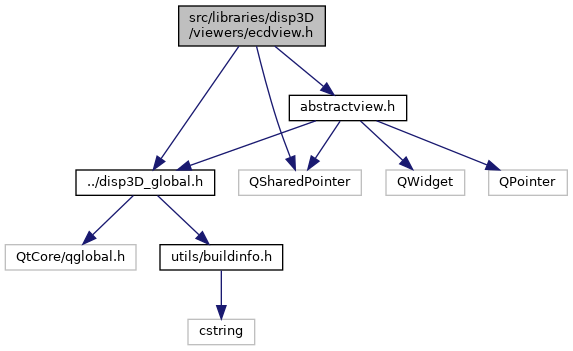 src/libraries/disp3D
/viewers/ecdview.h
abstractview.h
../disp3D_global.h
QSharedPointer
QWidget
QPointer
QtCore/qglobal.h
utils/buildinfo.h
cstring